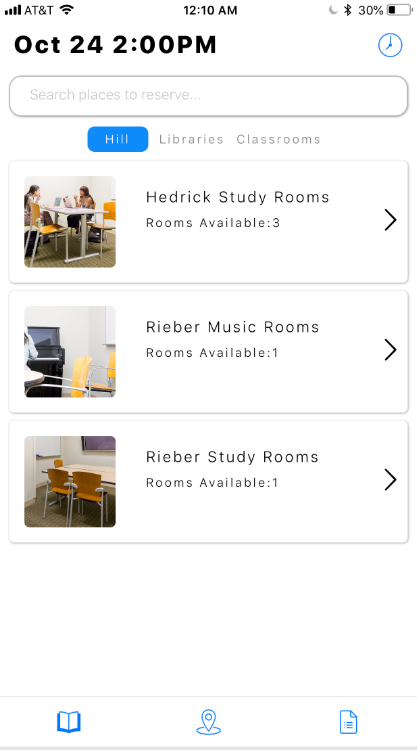 AT&T 12:10 AM 30%
Oct 24 2:00PM
Search places to reserve...
Hill Libraries Classrooms
Hedrick Study Rooms
Rooms Available:3
Rieber Music Rooms
Rooms Available:1
Rieber Study Rooms
Rooms Available:1